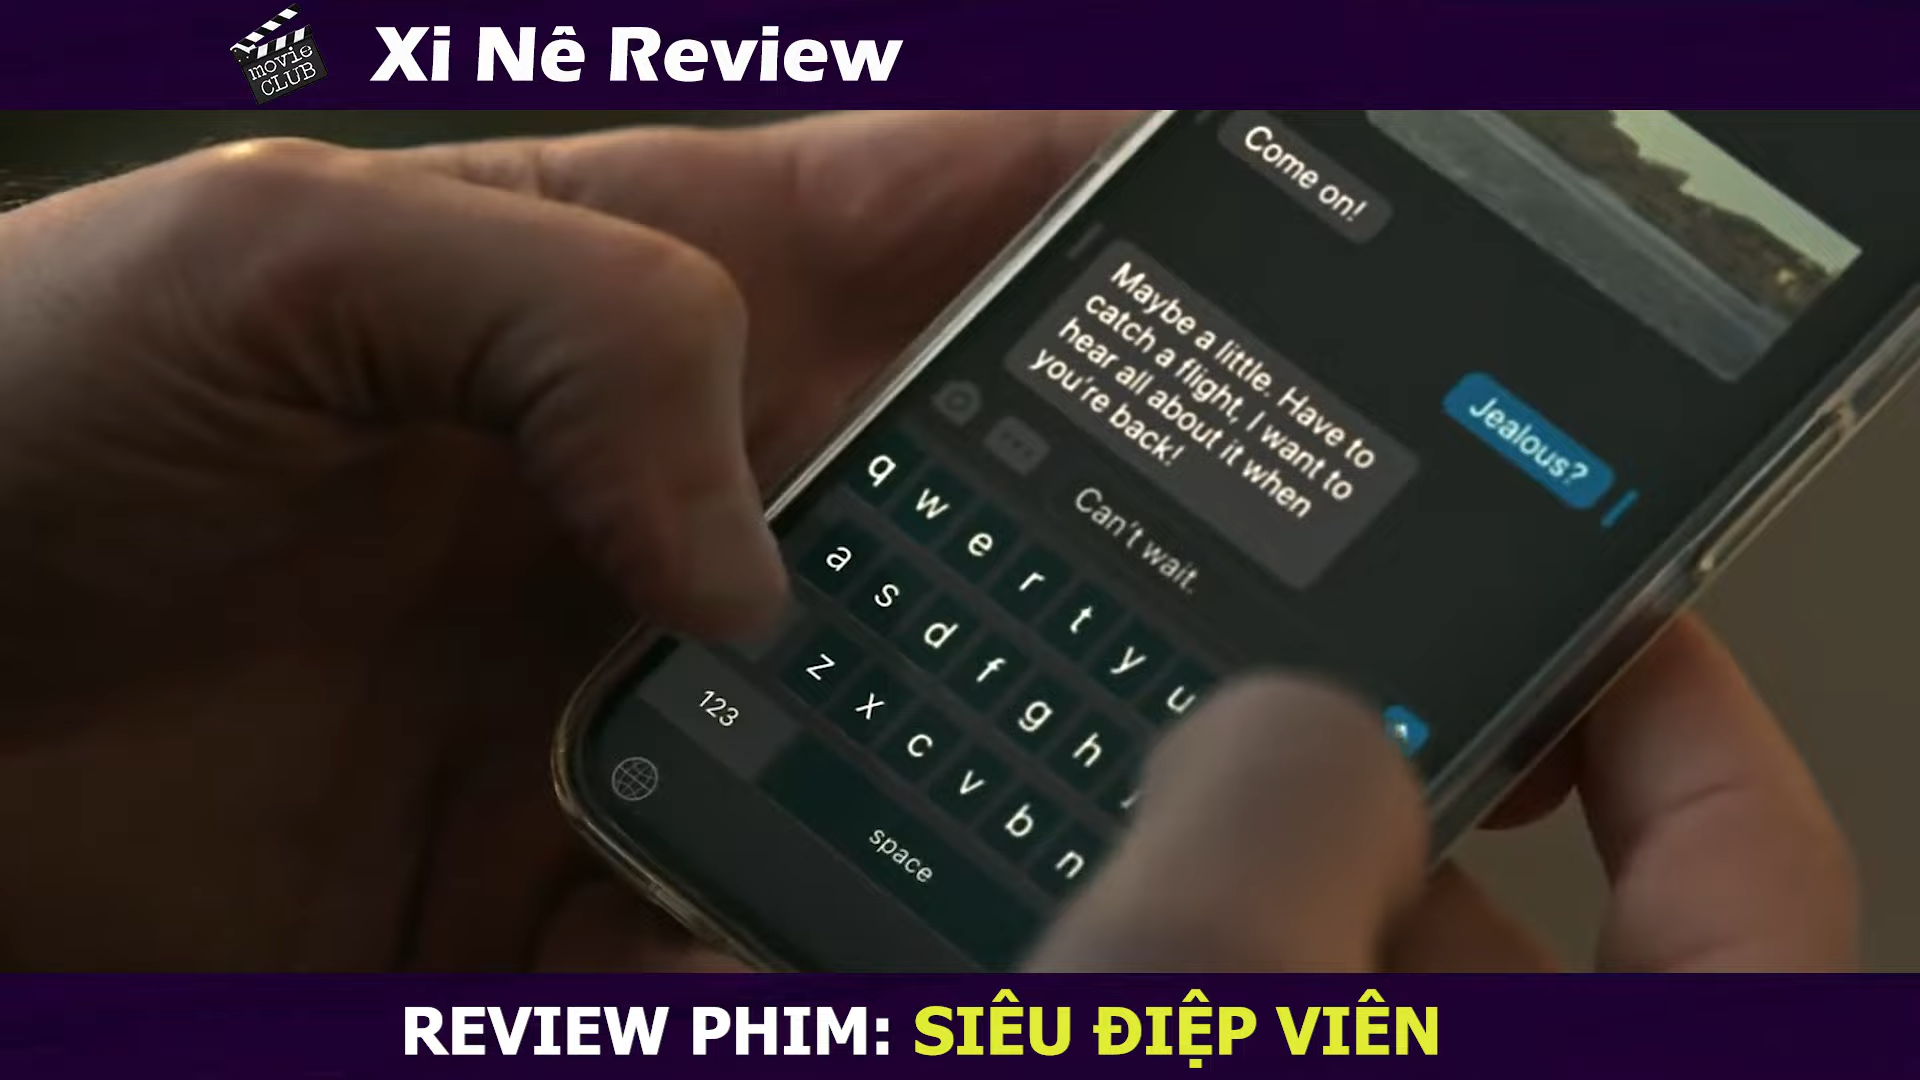 movie
CLUB
Xi Nê Review
Come on!
Jealous?
Maybe a little. Have to
catch a flight, I want to
hear all about it when
you're back!
Can't wait.
q w e r t y u
a s d f g h
z x c v b n
123
space
REVIEW PHIM: SIÊU ĐIỆP VIÊN